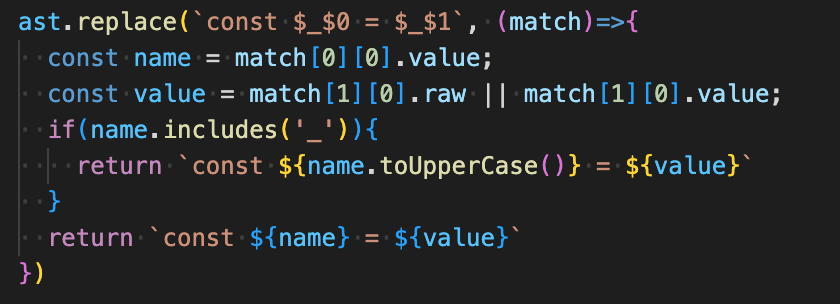 ast.replace(`const $_$0 = $_$1`, (match)=>{
  const name = match[0][0].value;
  const value = match[1][0].raw || match[1][0].value;
  if(name.includes('_')){
    return `const ${name.toUpperCase()} = ${value}`
  }
  return `const ${name} = ${value}`
})